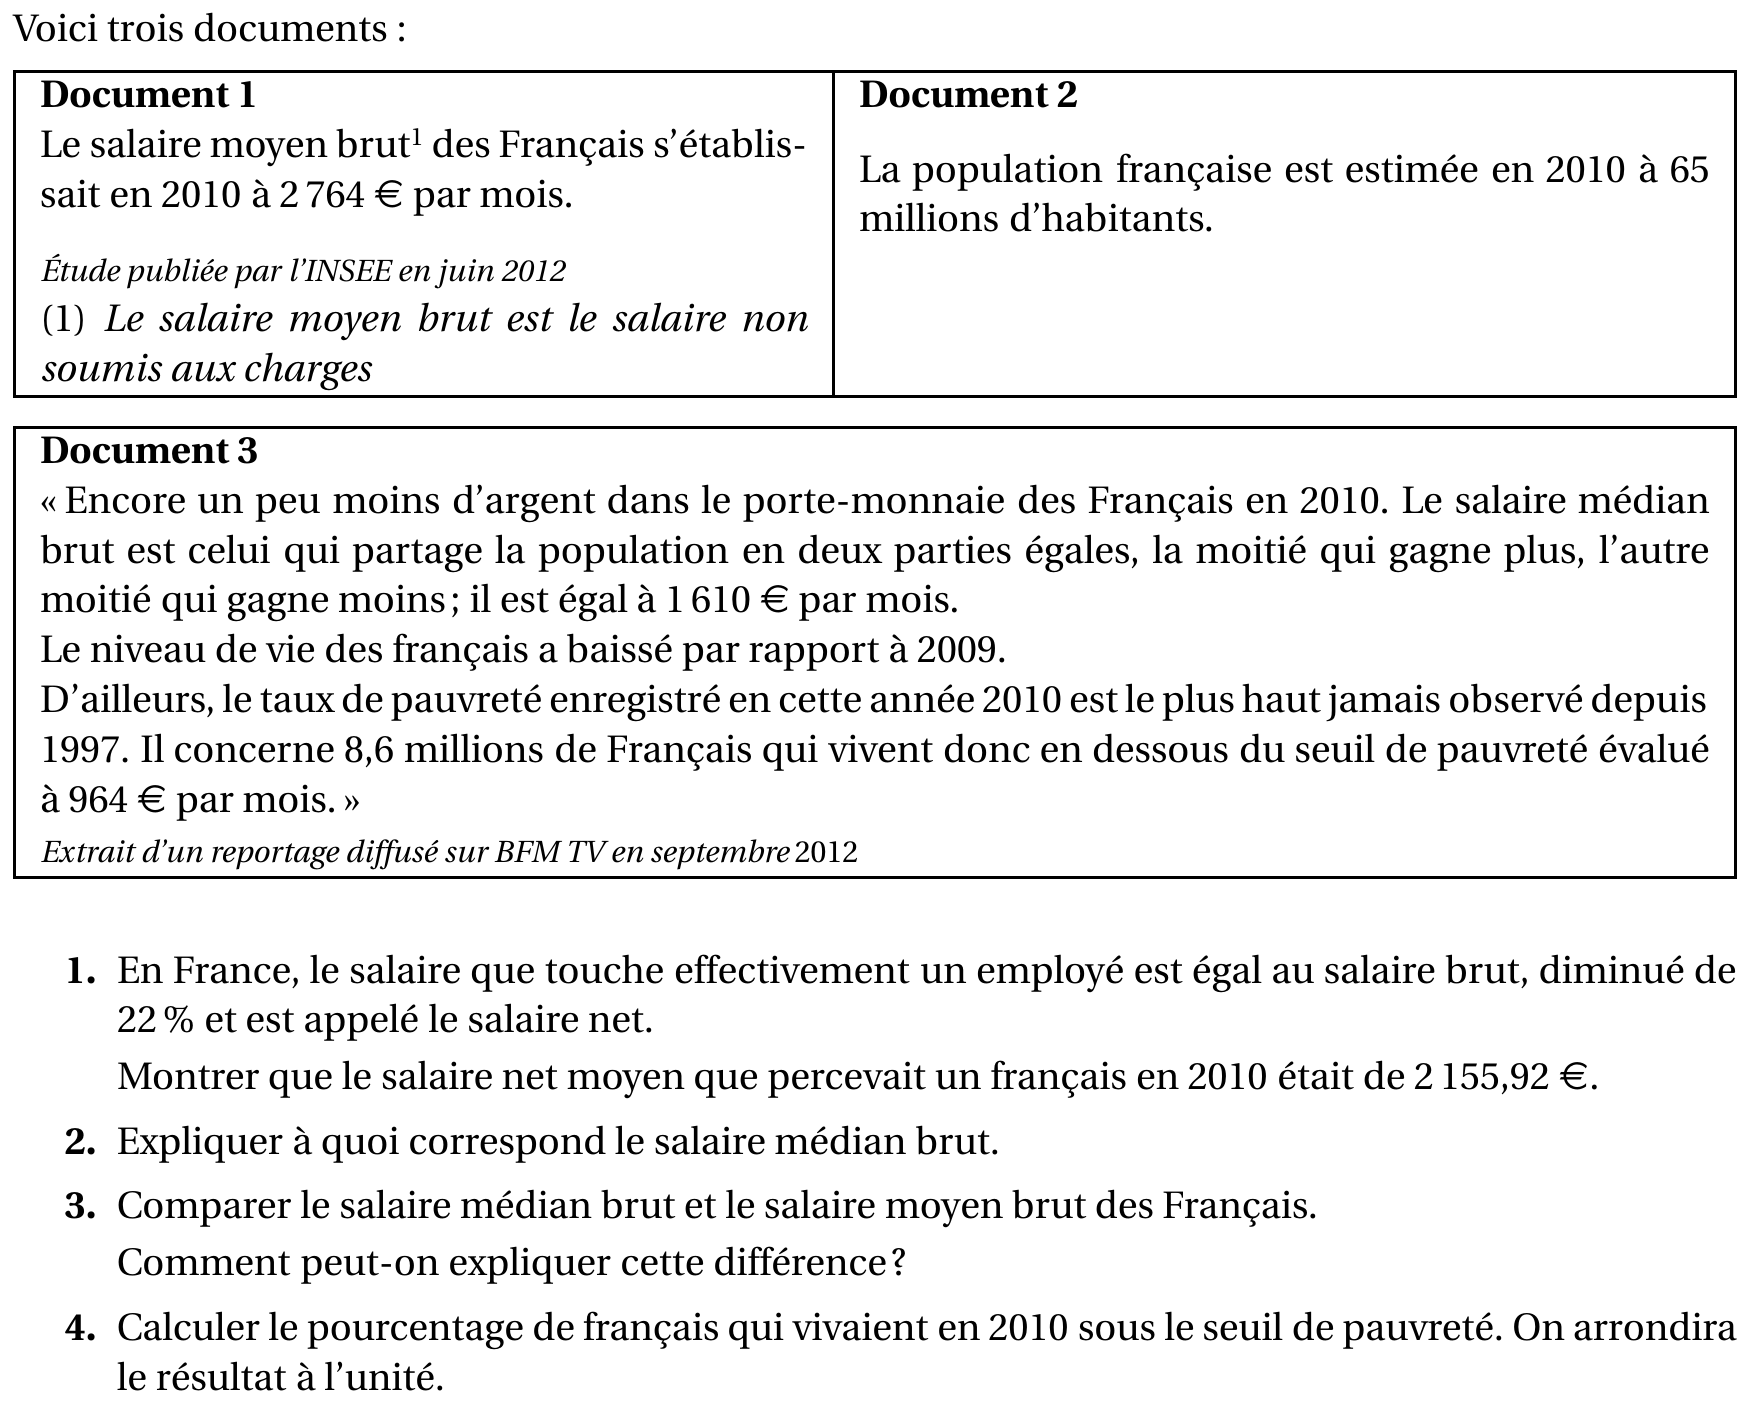 Voici trois documents :
Document 1
Le salaire moyen brut¹ des Français s'établis-
sait en 2010 à 2 764 € par mois.
Étude publiée par l'INSEE en juin 2012
(1) Le salaire moyen brut est le salaire non
soumis aux charges
Document 2
La population française est estimée en 2010 à 65
millions d'habitants.
Document 3
« Encore un peu moins d'argent dans le porte-monnaie des Français en 2010. Le salaire médian
brut est celui qui partage la population en deux parties égales, la moitié qui gagne plus, l'autre
moitié qui gagne moins ; il est égal à 1 610 € par mois.
Le niveau de vie des français a baissé par rapport à 2009.
D'ailleurs, le taux de pauvreté enregistré en cette année 2010 est le plus haut jamais observé depuis
1997. Il concerne 8,6 millions de Français qui vivent donc en dessous du seuil de pauvreté évalué
à 964 € par mois. »
Extrait d'un reportage diffusé sur BFM TV en septembre 2012
1. En France, le salaire que touche effectivement un employé est égal au salaire brut, diminué de
22 % et est appelé le salaire net.
Montrer que le salaire net moyen que percevait un français en 2010 était de 2 155,92 €.
2. Expliquer à quoi correspond le salaire médian brut.
3. Comparer le salaire médian brut et le salaire moyen brut des Français.
Comment peut-on expliquer cette différence ?
4. Calculer le pourcentage de français qui vivaient en 2010 sous le seuil de pauvreté. On arrondira
le résultat à l'unité.